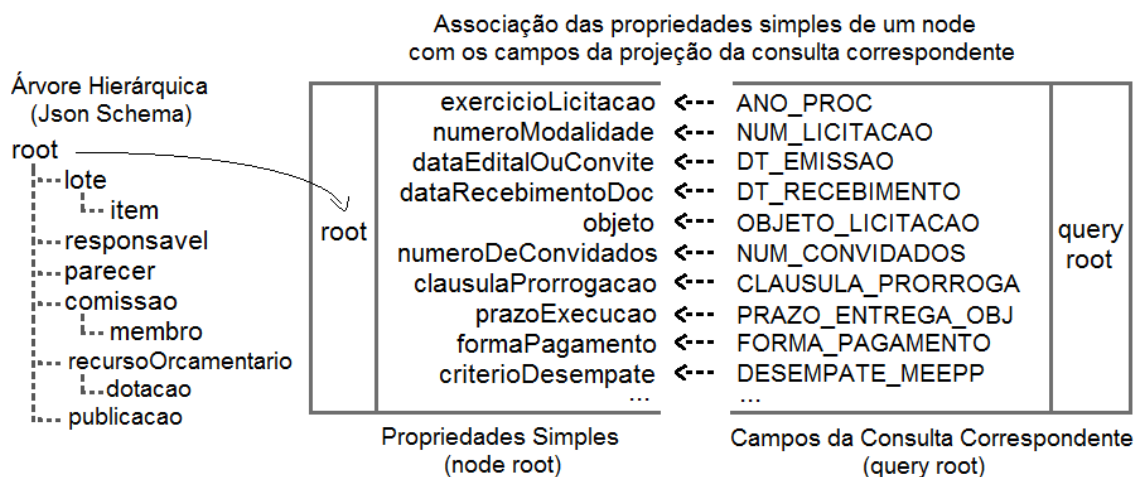 Associação das propriedades simples de um node
com os campos da projeção da consulta correspondente
Árvore Hierárquica
(Json Schema)
root
lote
item
responsavel
parecer
comissao
membro
recursoOrcamentario
dotacao
publicacao
root
exercicioLicitacao
numeroModalidade
dataEditalOuConvite
dataRecebimentoDoc
objeto
numeroDeConvidados
clausulaProrrogacao
prazoExecucao
formaPagamento
criterioDesempate
...
ANO_PROC
NUM_LICITACAO
DT_EMISSAO
DT_RECEBIMENTO
OBJETO_LICITACAO
NUM_CONVIDADOS
CLAUSULA_PRORROGA
PRAZO_ENTREGA_OBJ
FORMA_PAGAMENTO
DESEMPATE_MEEPP
...
query
root
Propriedades Simples
(node root)
Campos da Consulta Correspondente
(query root)